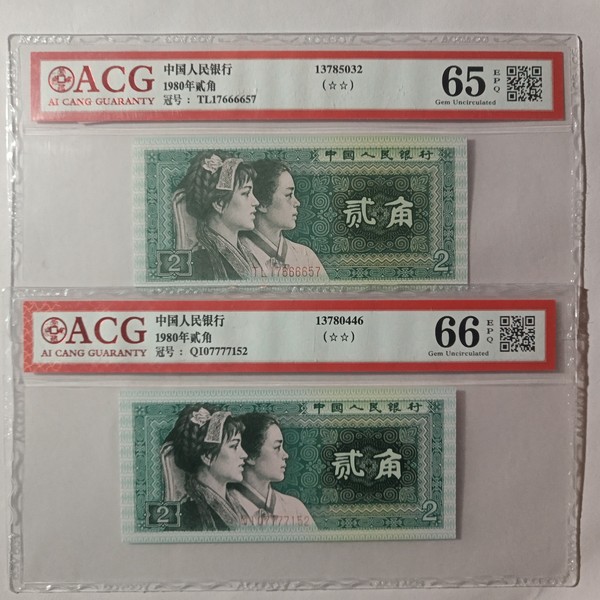 ACG
AI CANG GUARANTY
中国人民银行
1980年贰角
冠号： TL17666657
13785032
(☆☆)
65
EPQ
Gem Uncirculated
中国人民银行
贰角
TL17666657
2
2
ACG
AI CANG GUARANTY
中国人民银行
1980年贰角
冠号： QI07777152
13780446
(☆☆)
66
EPQ
Gem Uncirculated
中国人民银行
贰角
QI07777152
2
2